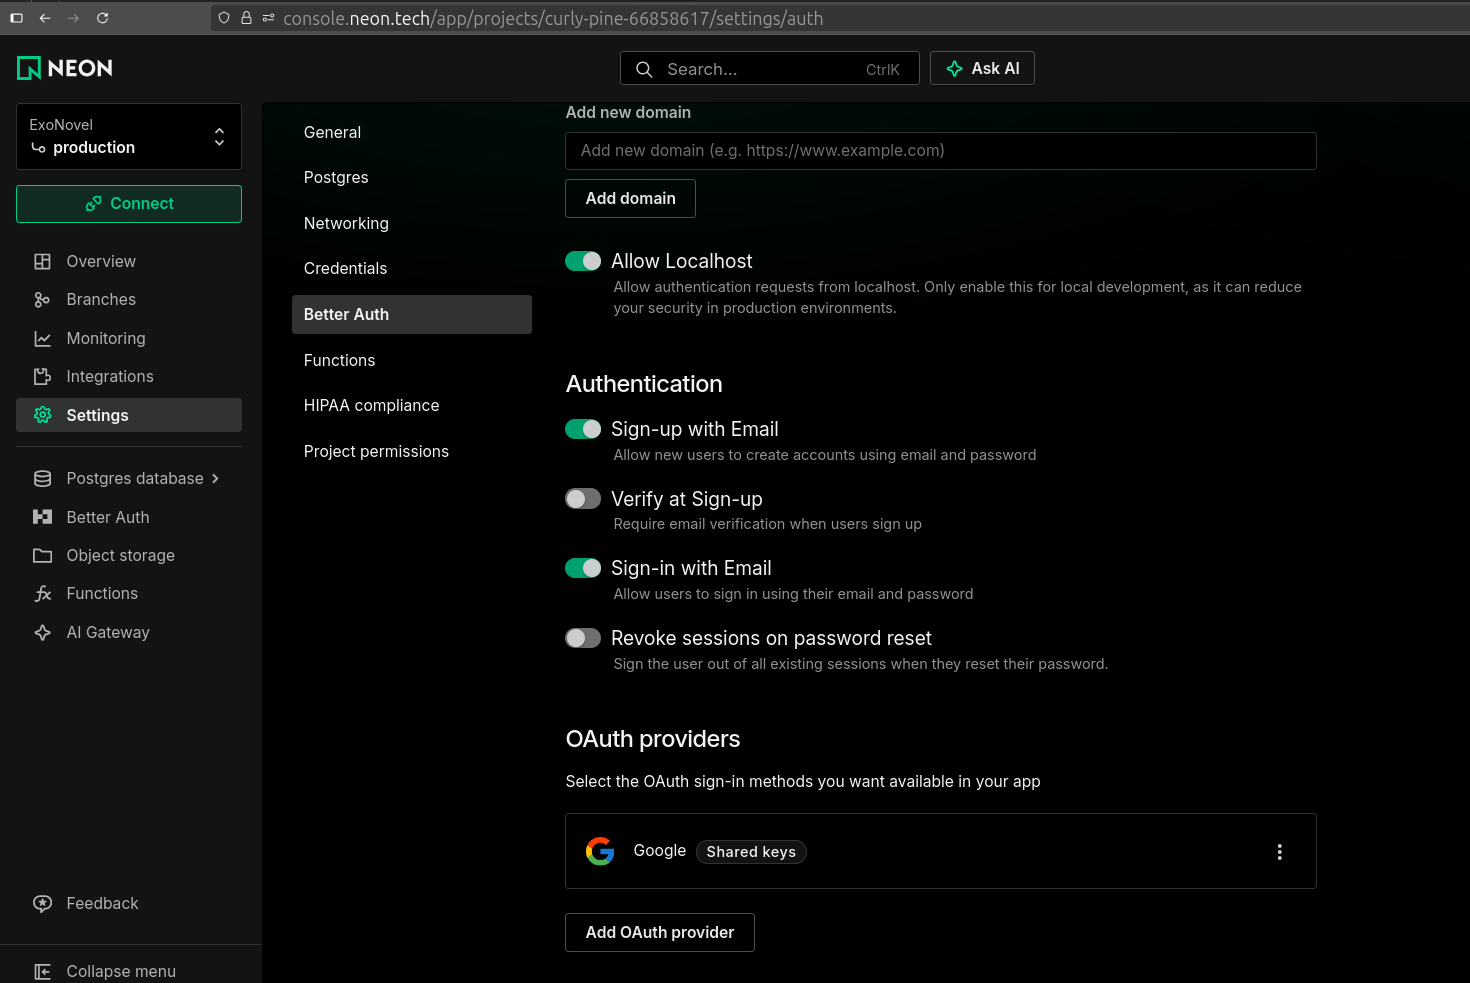 console.neon.tech/app/projects/curly-pine-66858617/settings/auth
NEON
Search...
CtrlK
Ask AI
ExoNovel
production
Connect
Overview
Branches
Monitoring
Integrations
Settings
Postgres database
Better Auth
Object storage
Functions
AI Gateway
Feedback
Collapse menu
General
Postgres
Networking
Credentials
Better Auth
Functions
HIPAA compliance
Project permissions
Add new domain
Add new domain (e.g. https://www.example.com)
Add domain
Allow Localhost
Allow authentication requests from localhost. Only enable this for local development, as it can reduce
your security in production environments.
Authentication
Sign-up with Email
Allow new users to create accounts using email and password
Verify at Sign-up
Require email verification when users sign up
Sign-in with Email
Allow users to sign in using their email and password
Revoke sessions on password reset
Sign the user out of all existing sessions when they reset their password.
OAuth providers
Select the OAuth sign-in methods you want available in your app
Google
Shared keys
Add OAuth provider